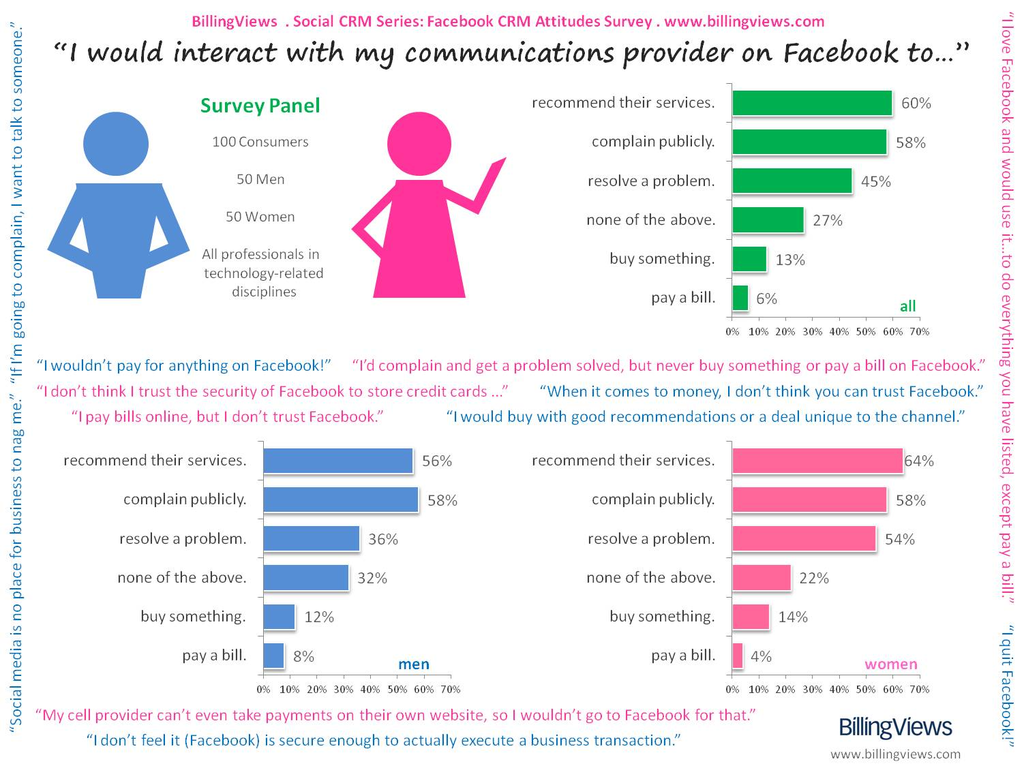 BillingViews . Social CRM Series: Facebook CRM Attitudes Survey . www.billingviews.com
“I would interact with my communications provider on Facebook to...”
Survey Panel
100 Consumers
50 Men
50 Women
All professionals in
technology-related
disciplines
recommend their services. 60%
complain publicly. 58%
resolve a problem. 45%
none of the above. 27%
buy something. 13%
pay a bill. 6%
all
0% 10% 20% 30% 40% 50% 60% 70%
“I wouldn’t pay for anything on Facebook!”
“I’d complain and get a problem solved, but never buy something or pay a bill on Facebook.”
“I don’t think I trust the security of Facebook to store credit cards ...”
“When it comes to money, I don’t think you can trust Facebook.”
“I pay bills online, but I don’t trust Facebook.”
“I would buy with good recommendations or a deal unique to the channel.”
recommend their services. 56%
complain publicly. 58%
resolve a problem. 36%
none of the above. 32%
buy something. 12%
pay a bill. 8%
men
0% 10% 20% 30% 40% 50% 60% 70%
recommend their services. 64%
complain publicly. 58%
resolve a problem. 54%
none of the above. 22%
buy something. 14%
pay a bill. 4%
women
0% 10% 20% 30% 40% 50% 60% 70%
“My cell provider can’t even take payments on their own website, so I wouldn’t go to Facebook for that.”
“I don’t feel it (Facebook) is secure enough to actually execute a business transaction.”
BillingViews
www.billingviews.com
“Social media is no place for business to nag me.” “If I’m going to complain, I want to talk to someone.”
“I love Facebook and would use it...to do everything you have listed, except pay a bill.”
“I quit Facebook!”